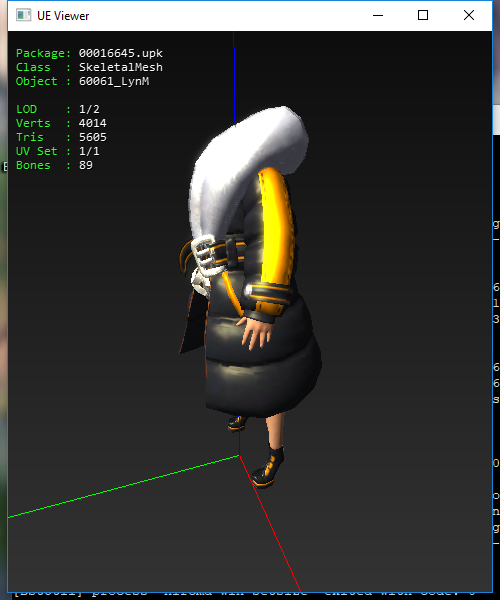 UE Viewer
Package: 00016645.upk
Class : SkeletalMesh
Object : 60061_LynM
LOD : 1/2
Verts : 4014
Tris : 5605
UV Set : 1/1
Bones : 89